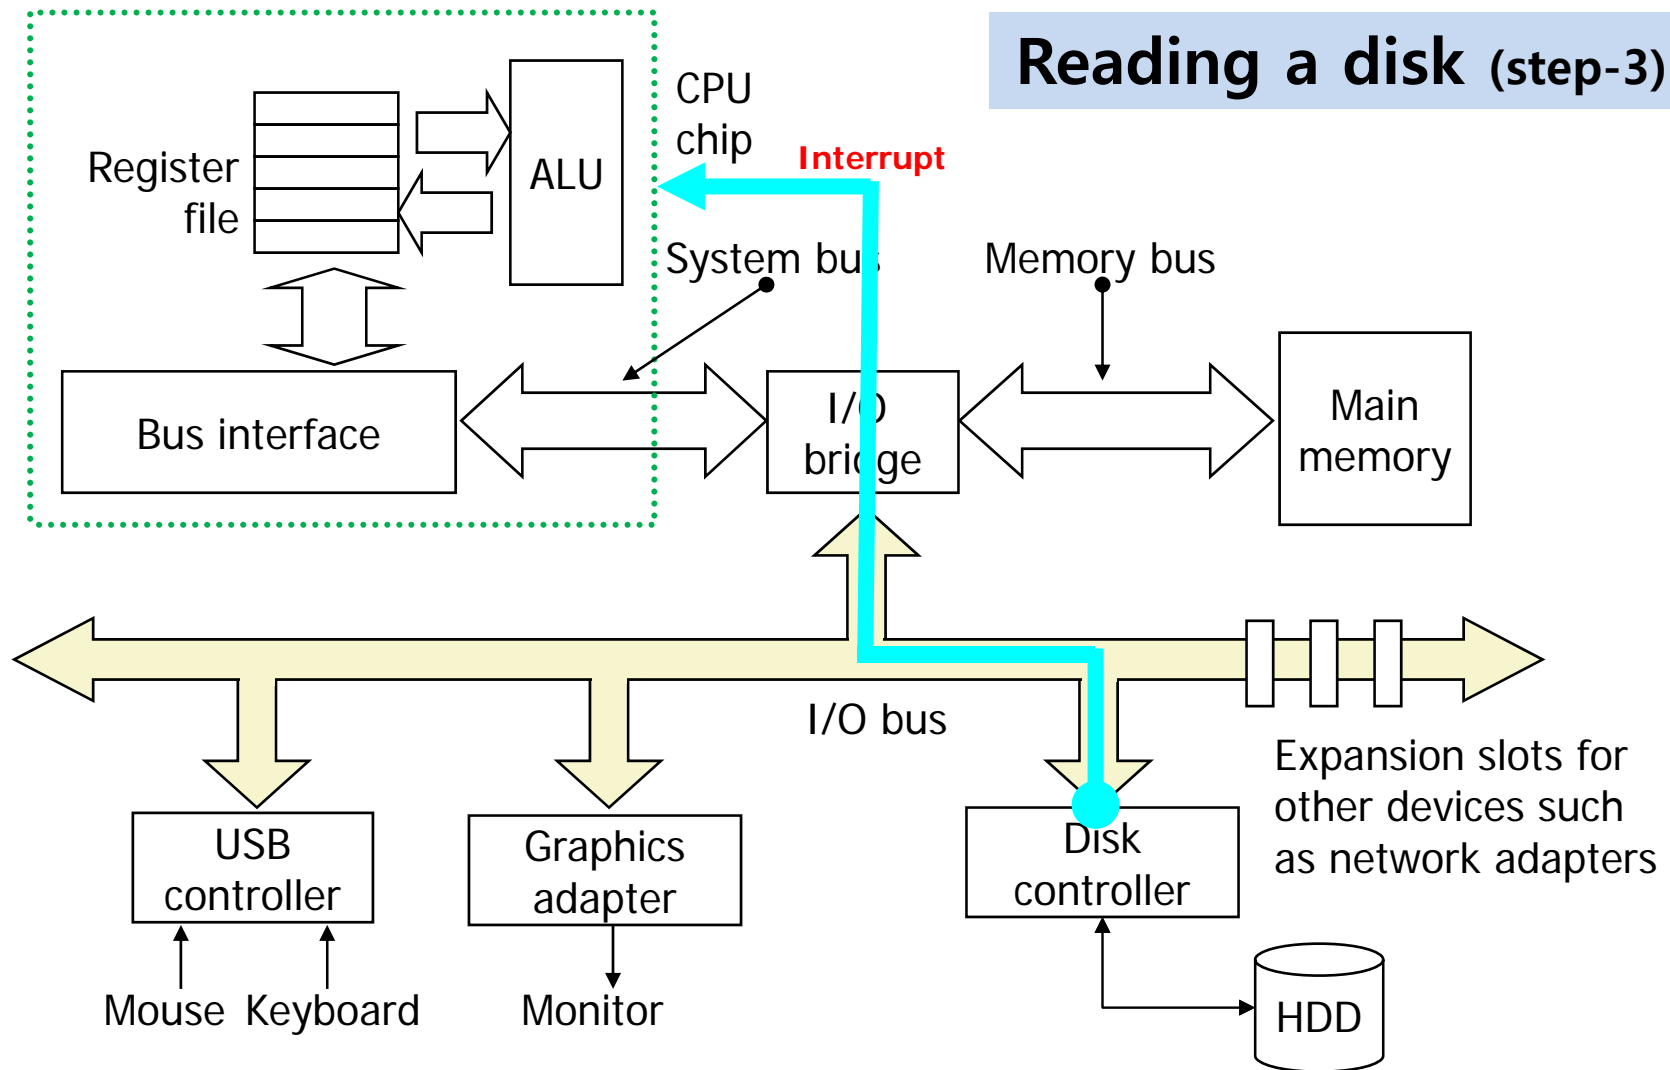 Reading a disk (step-3)
CPU
chip
Interrupt
Register
file
ALU
System bus
Memory bus
Bus interface
I/O
bridge
Main
memory
I/O bus
Expansion slots for
other devices such
as network adapters
USB
controller
Graphics
adapter
Disk
controller
Mouse
Keyboard
Monitor
HDD